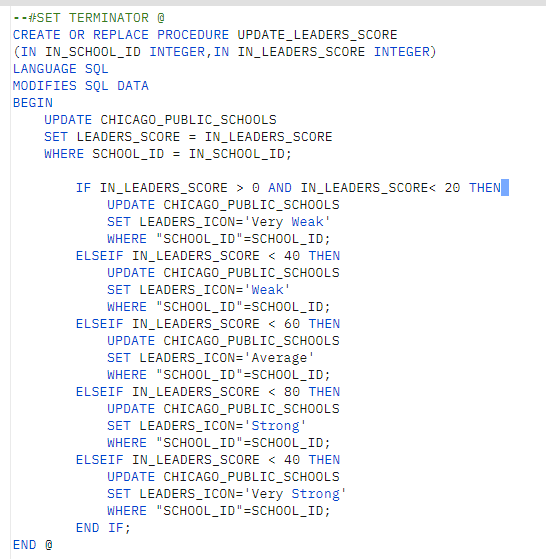 --#SET TERMINATOR @
CREATE OR REPLACE PROCEDURE UPDATE_LEADERS_SCORE
(IN IN_SCHOOL_ID INTEGER,IN IN_LEADERS_SCORE INTEGER)
LANGUAGE SQL
MODIFIES SQL DATA
BEGIN
    UPDATE CHICAGO_PUBLIC_SCHOOLS
    SET LEADERS_SCORE = IN_LEADERS_SCORE
    WHERE SCHOOL_ID = IN_SCHOOL_ID;

        IF IN_LEADERS_SCORE > 0 AND IN_LEADERS_SCORE< 20 THEN
            UPDATE CHICAGO_PUBLIC_SCHOOLS
            SET LEADERS_ICON='Very Weak'
            WHERE "SCHOOL_ID"=SCHOOL_ID;
        ELSEIF IN_LEADERS_SCORE < 40 THEN
            UPDATE CHICAGO_PUBLIC_SCHOOLS
            SET LEADERS_ICON='Weak'
            WHERE "SCHOOL_ID"=SCHOOL_ID;
        ELSEIF IN_LEADERS_SCORE < 60 THEN
            UPDATE CHICAGO_PUBLIC_SCHOOLS
            SET LEADERS_ICON='Average'
            WHERE "SCHOOL_ID"=SCHOOL_ID;
        ELSEIF IN_LEADERS_SCORE < 80 THEN
            UPDATE CHICAGO_PUBLIC_SCHOOLS
            SET LEADERS_ICON='Strong'
            WHERE "SCHOOL_ID"=SCHOOL_ID;
        ELSEIF IN_LEADERS_SCORE < 40 THEN
            UPDATE CHICAGO_PUBLIC_SCHOOLS
            SET LEADERS_ICON='Very Strong'
            WHERE "SCHOOL_ID"=SCHOOL_ID;
        END IF;
END @